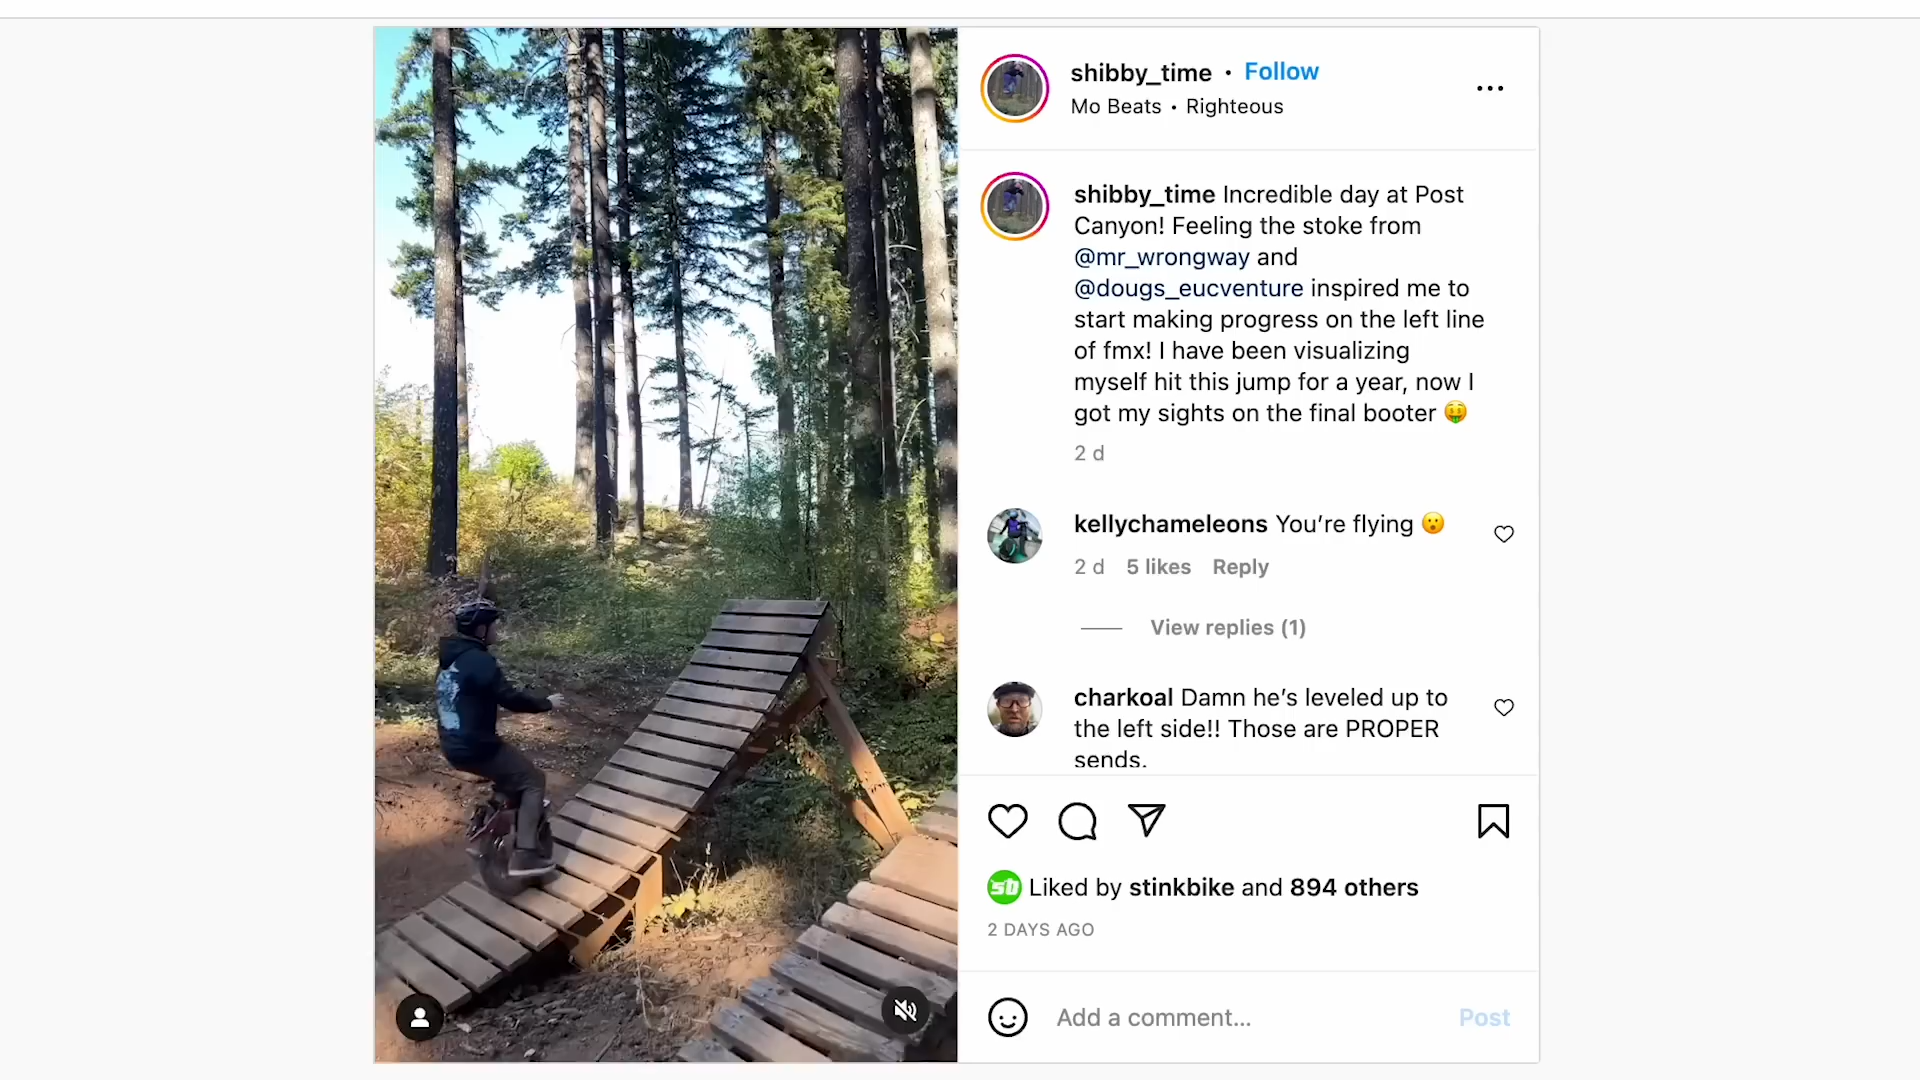 shibby_time • Follow
Mo Beats • Righteous
shibby_time Incredible day at Post
Canyon! Feeling the stoke from
@mr_wrongway and
@dougs_eucventure inspired me to
start making progress on the left line
of fmx! I have been visualizing
myself hit this jump for a year, now I
got my sights on the final booter 🤑
2 d
kellychameleons You’re flying 😮
2 d 5 likes Reply
View replies (1)
charkoal Damn he’s leveled up to
the left side!! Those are PROPER
sends.
Liked by stinkbike and 894 others
2 DAYS AGO
Add a comment...
Post